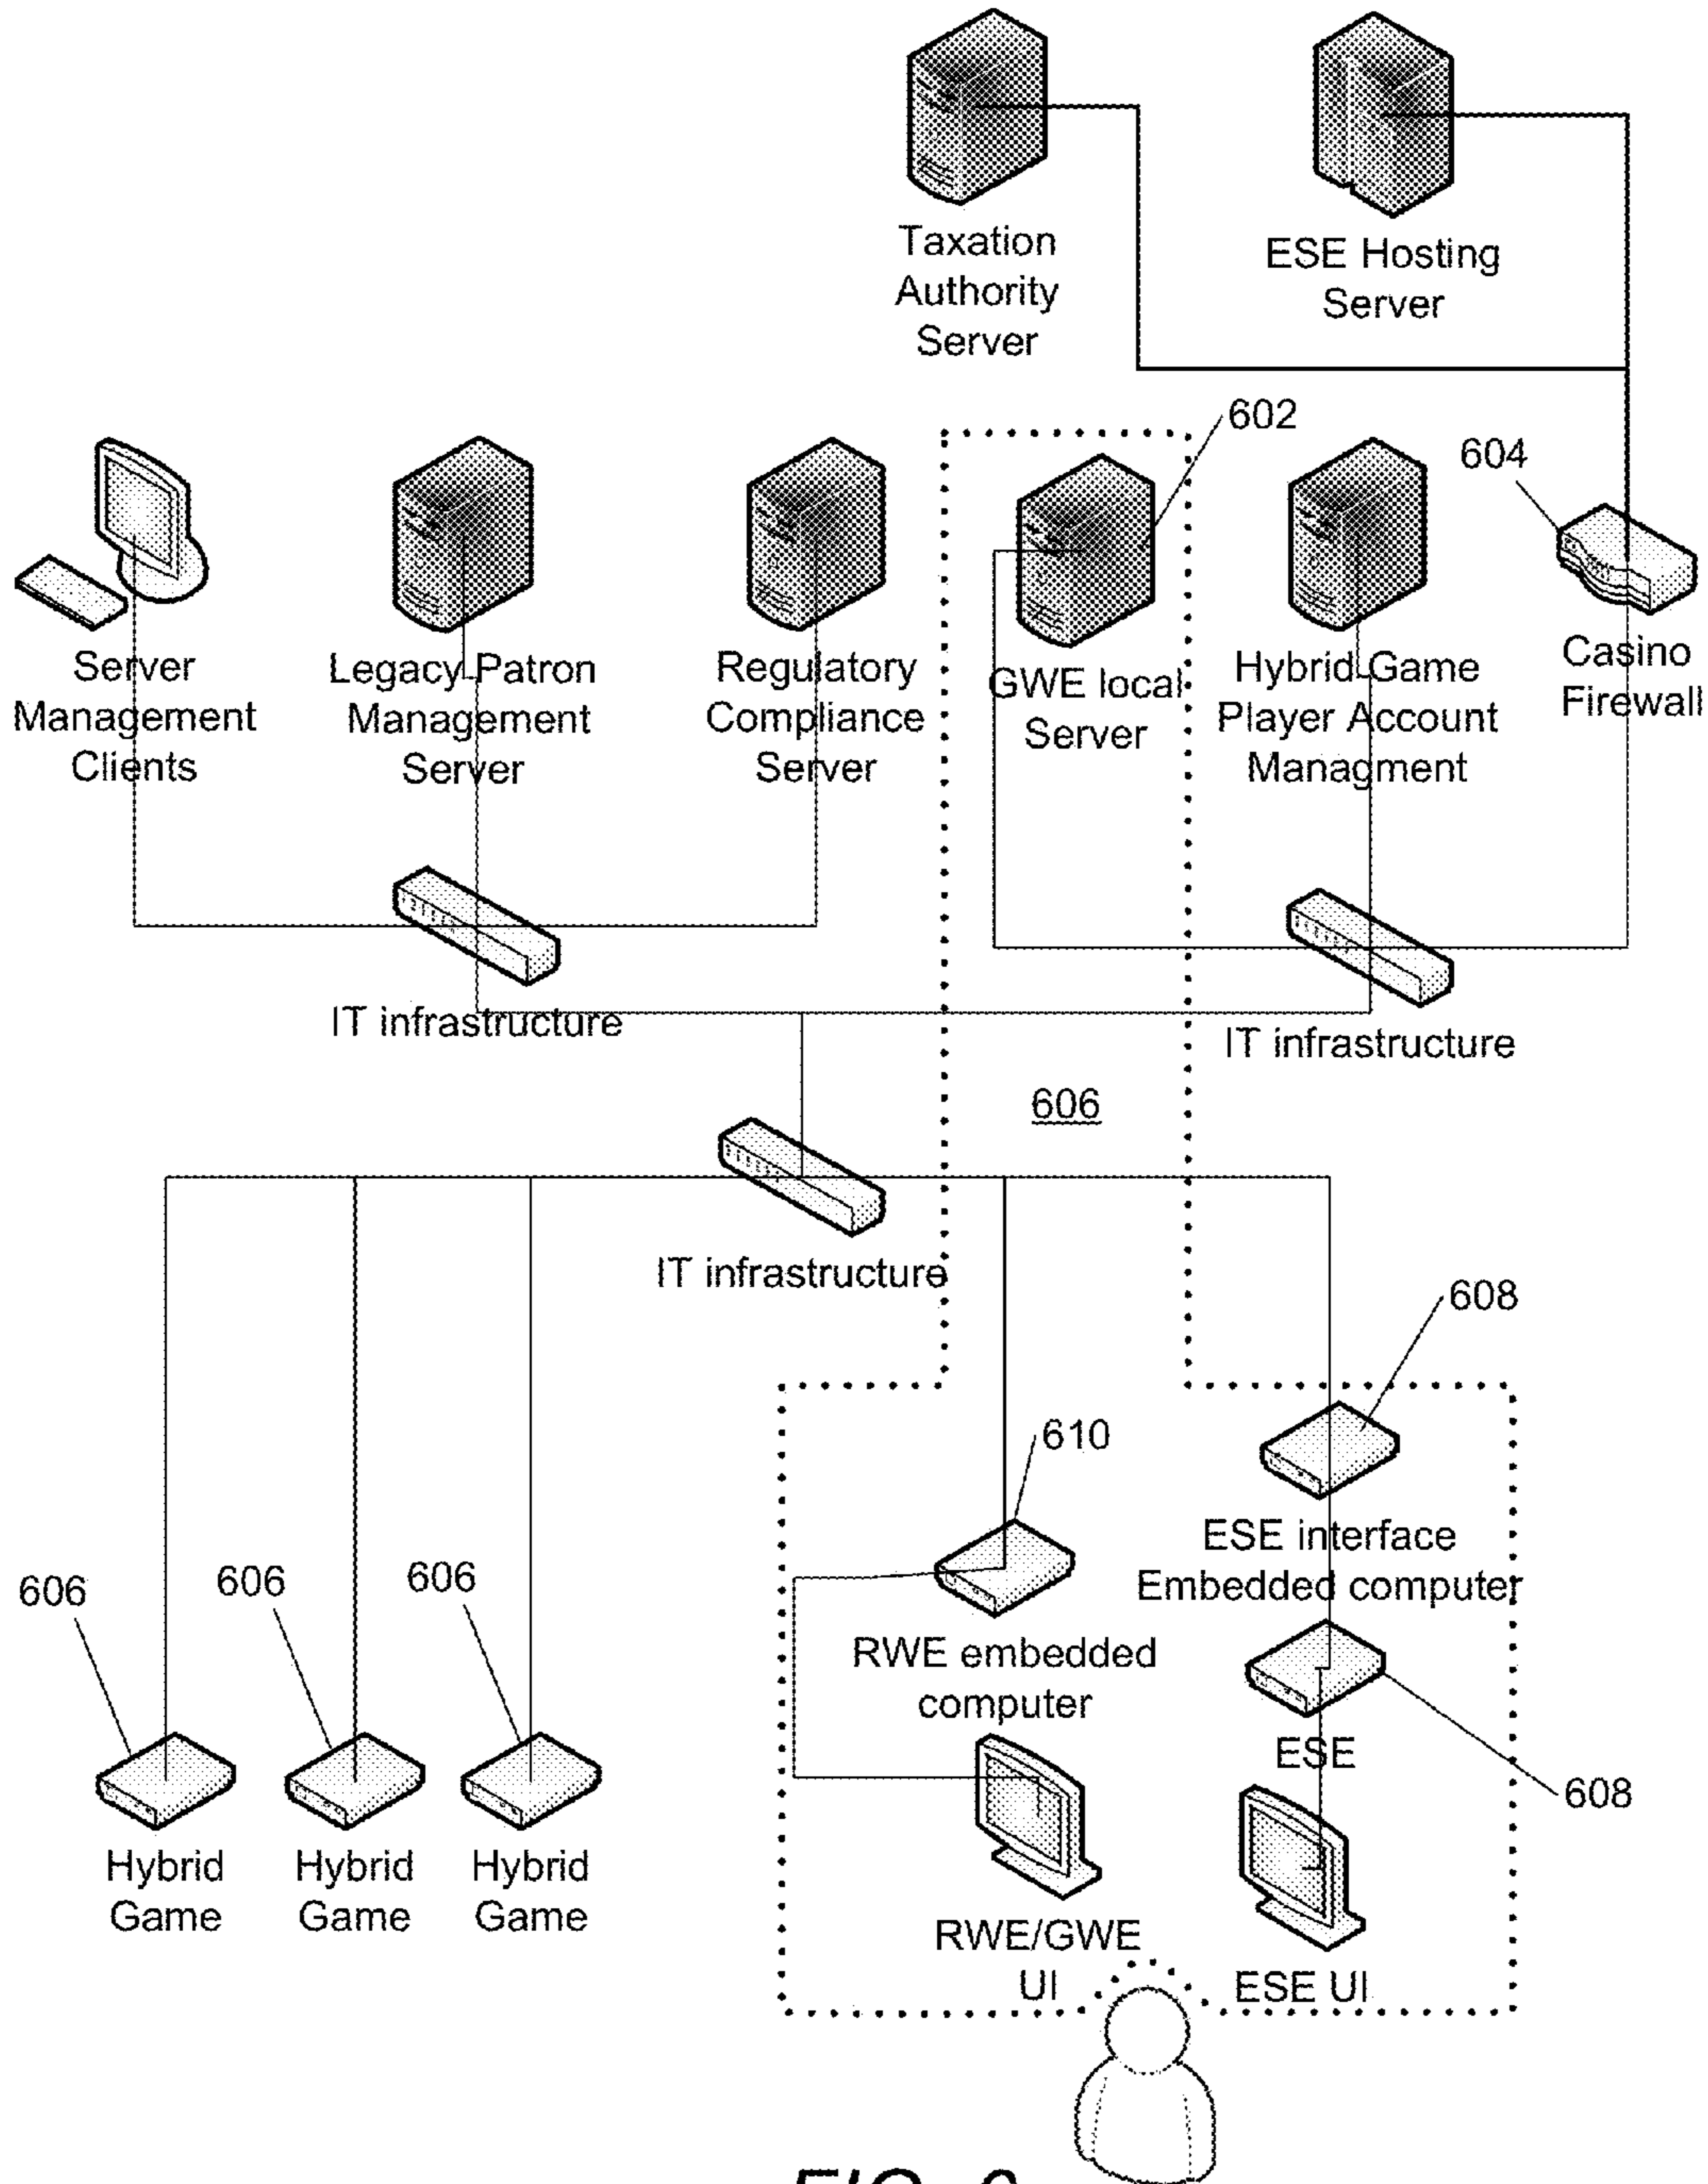 Taxation
Authority
Server
ESE Hosting
Server
602
604
Server
Management
Clients
Legacy Patron
Management
Server
Regulatory
Compliance
Server
GWE local
Server
Hybrid Game
Player Account
Managment
Casino
Firewall
IT infrastructure
IT infrastructure
606
IT infrastructure
608
610
ESE interface
Embedded computer
606
606
606
RWE embedded
computer
ESE
608
Hybrid
Game
Hybrid
Game
Hybrid
Game
RWE/GWE
UI
ESE UI